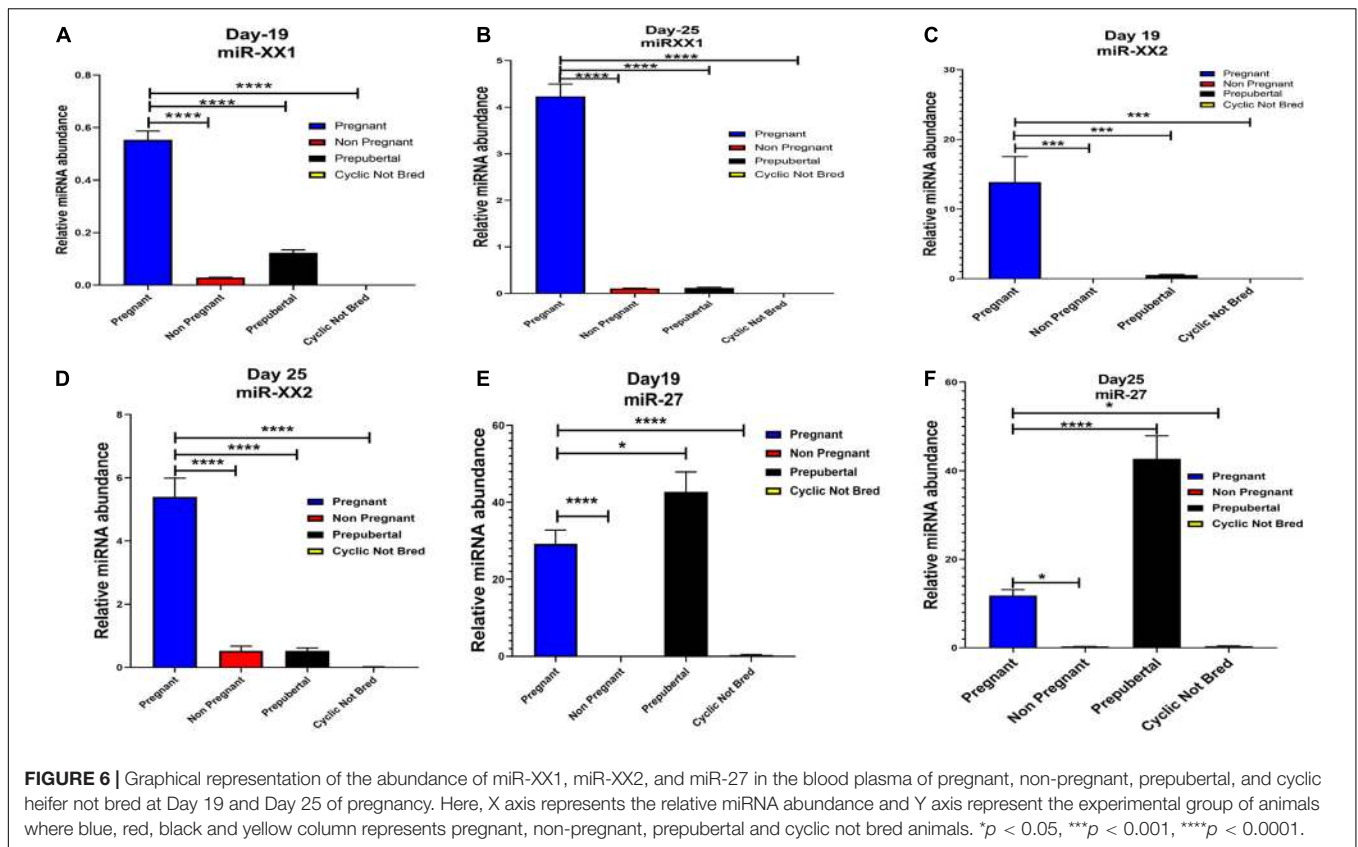 A
Day-19
miR-XX1
Relative miRNA abundance
0.8
0.6
0.4
0.2
0.0
****
****
****
Pregnant
Non Pregnant
Prepubertal
Cyclic Not Bred
Pregnant
Non Pregnant
Prepubertal
Cyclic Not Bred
B
Day-25
miRXX1
Relative miRNA abundance
5
4
3
2
1
0
****
****
****
Pregnant
Non Pregnant
Prepubertal
Cyclic Not Bred
Pregnant
Non Pregnant
Prepubertal
Cyclic Not Bred
C
Day 19
miR-XX2
Relative miRNA abundance
30
20
10
0
***
***
***
Pregnant
Non Pregnant
Prepubertal
Cyclic Not Bred
Pregnant
Non Pregnant
Prepubertal
Cyclic Not Bred
D
Day 25
miR-XX2
Relative miRNA abundance
8
6
4
2
0
****
****
****
Pregnant
Non Pregnant
Prepubertal
Cyclic Not Bred
Pregnant
Non Pregnant
Prepubertal
Cyclic Not Bred
E
Day19
miR-27
Relative miRNA abundance
60
40
20
0
****
*
****
Pregnant
Non Pregnant
Prepubertal
Cyclic Not Bred
Pregnant
Non Pregnant
Prepubertal
Cyclic Not Bred
F
Day25
miR-27
Relative miRNA abundance
60
40
20
0
*
****
*
Pregnant
Non Pregnant
Prepubertal
Cyclic Not Bred
Pregnant
Non Pregnant
Prepubertal
Cyclic Not Bred
FIGURE 6 | Graphical representation of the abundance of miR-XX1, miR-XX2, and miR-27 in the blood plasma of pregnant, non-pregnant, prepubertal, and cyclic
heifer not bred at Day 19 and Day 25 of pregnancy. Here, X axis represents the relative miRNA abundance and Y axis represent the experimental group of animals
where blue, red, black and yellow column represents pregnant, non-pregnant, prepubertal and cyclic not bred animals. *p < 0.05, ***p < 0.001, ****p < 0.0001.